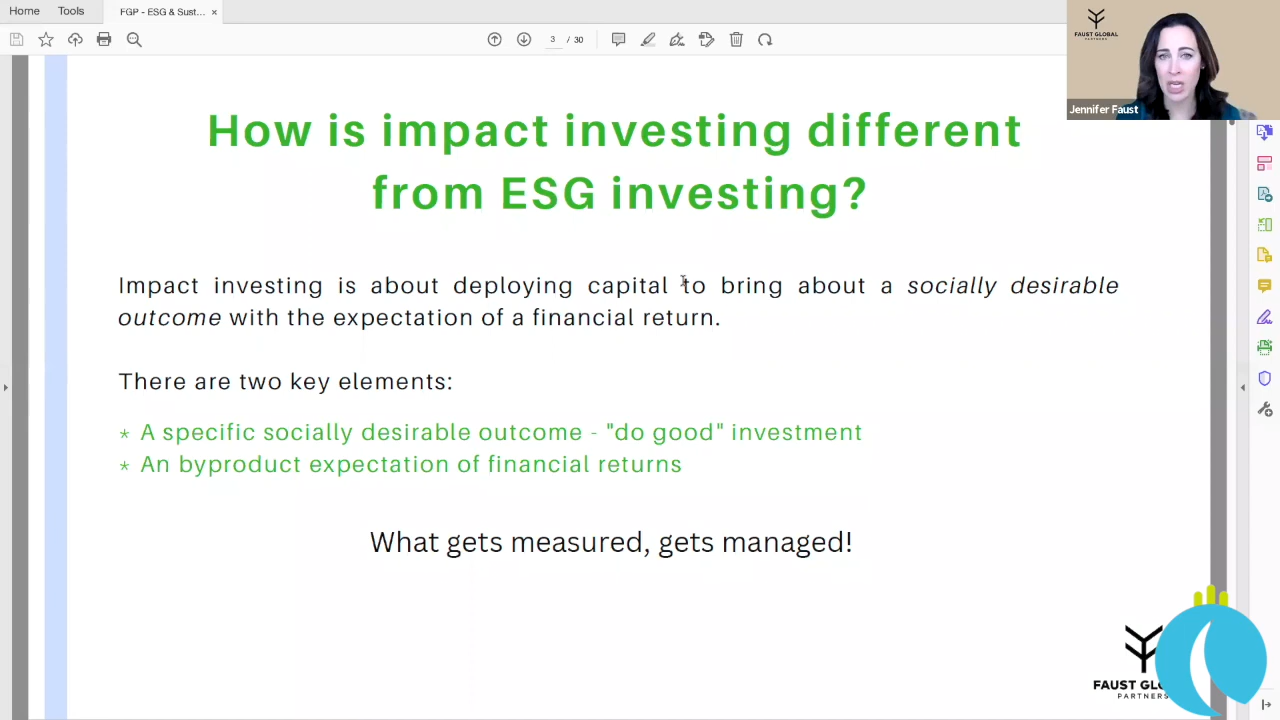 Home Tools FGP - ESG & Sust... ×
3 / 30
FAUST GLOBAL
PARTNERS
Jennifer Faust
How is impact investing different
from ESG investing?
Impact investing is about deploying capital to bring about a socially desirable
outcome with the expectation of a financial return.
There are two key elements:
* A specific socially desirable outcome - "do good" investment
* An byproduct expectation of financial returns
What gets measured, gets managed!
FAUST GLO
PARTNERS